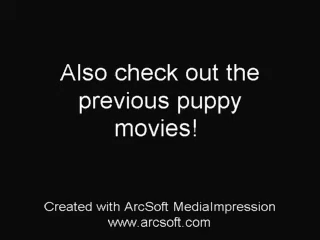 Also check out the
previous puppy
movies!
Created with ArcSoft MediaImpression
www.arcsoft.com